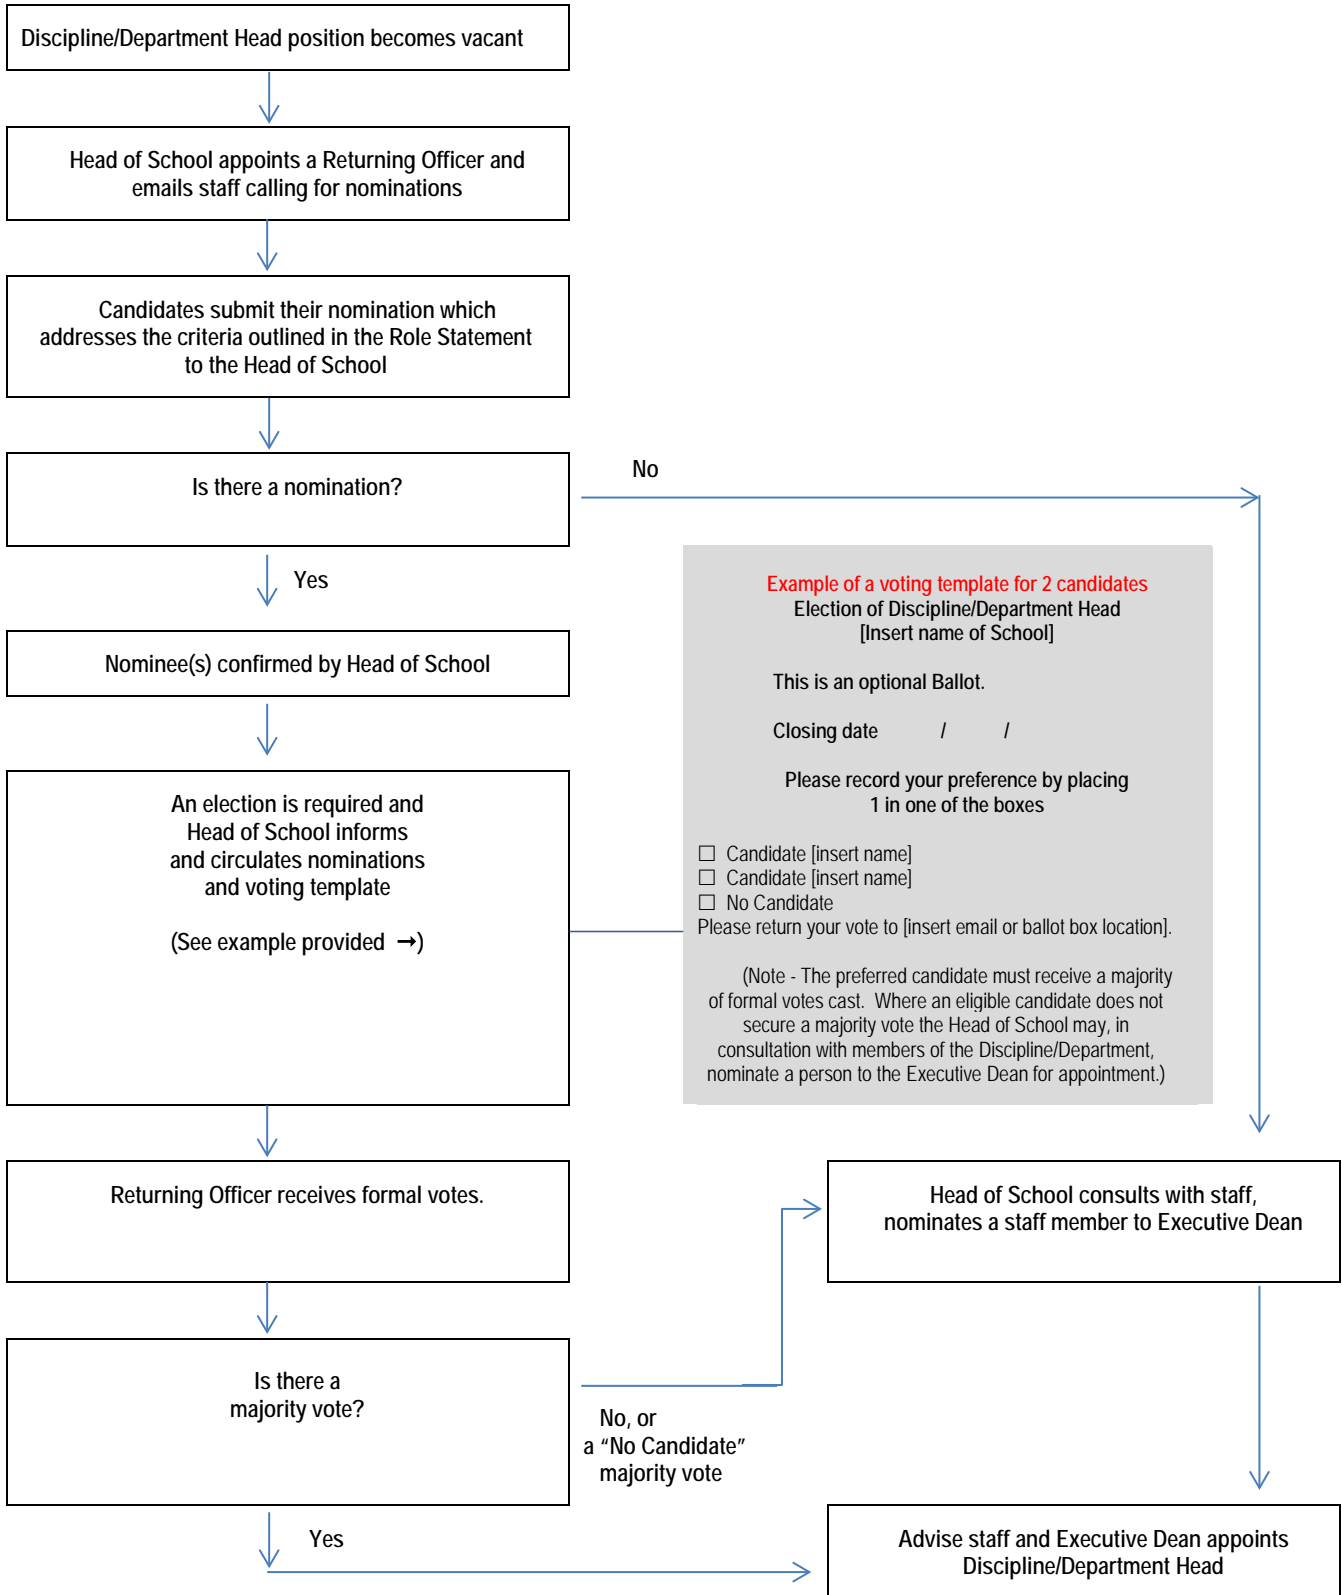 Discipline/Department Head position becomes vacant
Head of School appoints a Returning Officer and
emails staff calling for nominations
Candidates submit their nomination which
addresses the criteria outlined in the Role Statement
to the Head of School
Is there a nomination?
No
Yes
Nominee(s) confirmed by Head of School
An election is required and
Head of School informs
and circulates nominations
and voting template
(See example provided →)
Example of a voting template for 2 candidates
Election of Discipline/Department Head
[Insert name of School]
This is an optional Ballot.
Closing date / /
Please record your preference by placing
1 in one of the boxes
☐ Candidate [insert name]
☐ Candidate [insert name]
☐ No Candidate
Please return your vote to [insert email or ballot box location].
(Note - The preferred candidate must receive a majority
of formal votes cast. Where an eligible candidate does not
secure a majority vote the Head of School may, in
consultation with members of the Discipline/Department,
nominate a person to the Executive Dean for appointment.)
Returning Officer receives formal votes.
Head of School consults with staff,
nominates a staff member to Executive Dean
Is there a
majority vote?
No, or
a “No Candidate”
majority vote
Yes
Advise staff and Executive Dean appoints
Discipline/Department Head